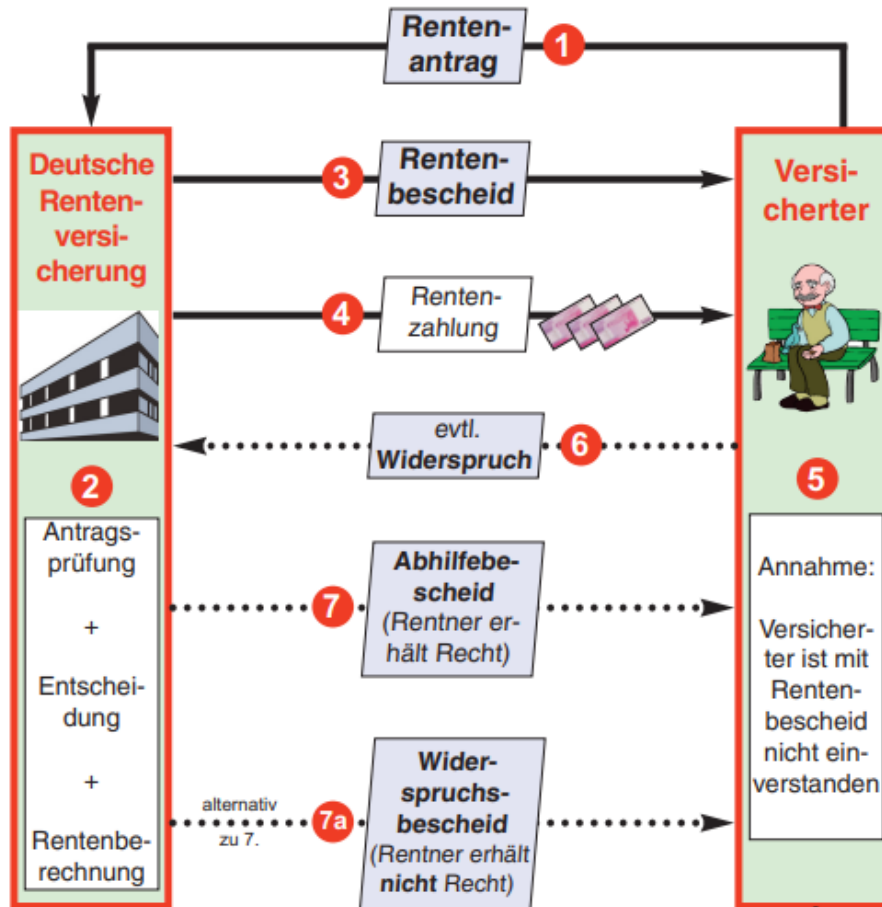 Renten-
antrag
1
Deutsche
Renten-
versi-
cherung
3
Renten-
bescheid
Versi-
cherter
4
Renten-
zahlung
evtl.
Widerspruch
6
2
Antrags-
prüfung
+
Entschei-
dung
+
Rentenbe-
rechnung
5
Annahme:
Versicher-
ter ist mit
Renten-
bescheid
nicht ein-
verstanden
7
Abhilfebe-
scheid
(Rentner er-
hält Recht)
alternativ
zu 7.
7a
Wider-
spruchs-
bescheid
(Rentner erhält
nicht Recht)